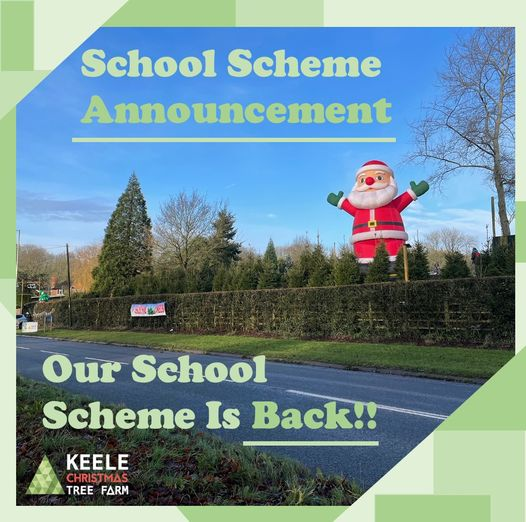 School Scheme
Announcement
Our School
Scheme Is Back!!
KEELE
CHRISTMAS
TREE FARM